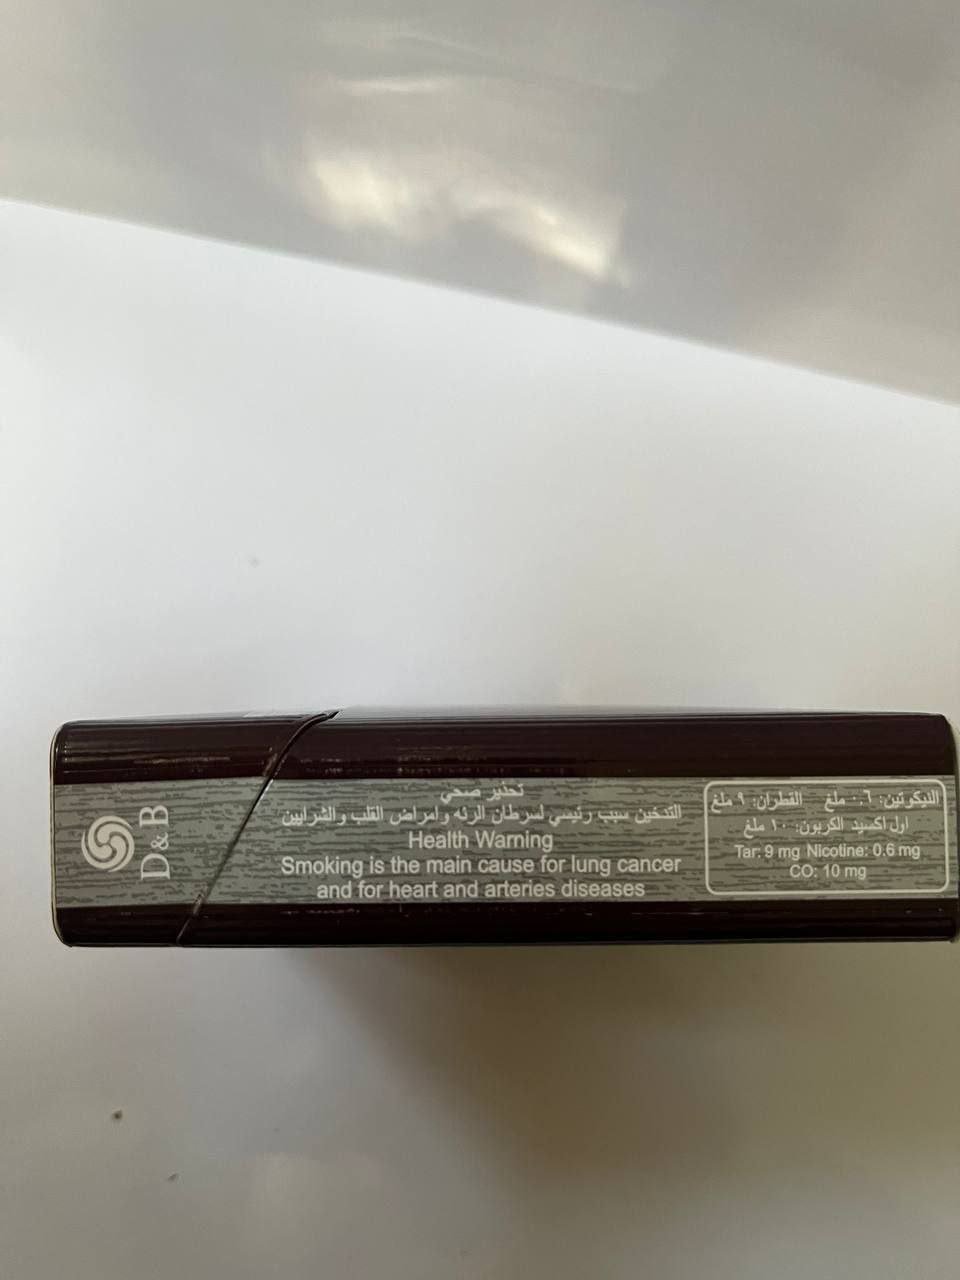 D&B
تحذير صحي
التدخين سبب رئيسي لسرطان الرئه وامراض القلب والشرايين
Health Warning
Smoking is the main cause for lung cancer
and for heart and arteries diseases
النيكوتين: ٠.٦ ملغ القطران: ٩ ملغ
اول اكسيد الكربون: ١٠ ملغ
Tar: 9 mg Nicotine: 0.6 mg
CO: 10 mg